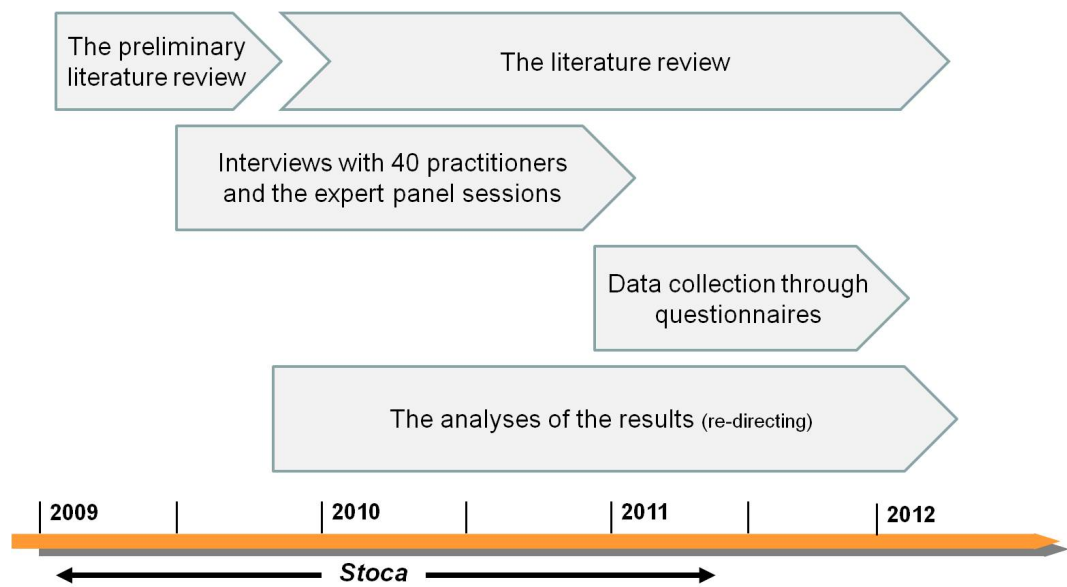 The preliminary
literature review
The literature review
Interviews with 40 practitioners
and the expert panel sessions
Data collection through
questionnaires
The analyses of the results (re-directing)
2009
2010
2011
2012
Stoca